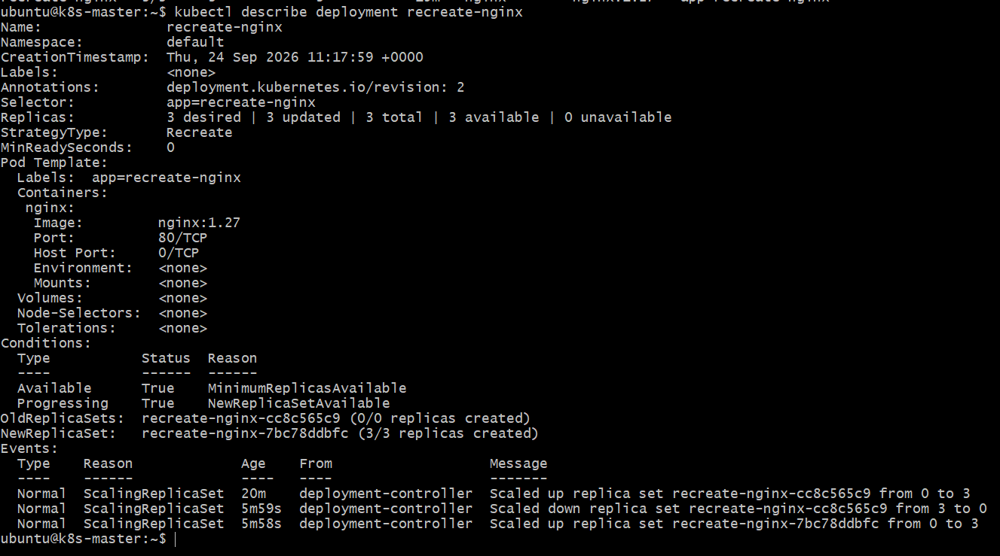 ubuntu@k8s-master:~$ kubectl describe deployment recreate-nginx
Name:                   recreate-nginx
Namespace:              default
CreationTimestamp:      Thu, 24 Sep 2026 11:17:59 +0000
Labels:                 <none>
Annotations:            deployment.kubernetes.io/revision: 2
Selector:               app=recreate-nginx
Replicas:               3 desired | 3 updated | 3 total | 3 available | 0 unavailable
StrategyType:           Recreate
MinReadySeconds:        0
Pod Template:
  Labels:  app=recreate-nginx
  Containers:
   nginx:
    Image:         nginx:1.27
    Port:          80/TCP
    Host Port:     0/TCP
    Environment:   <none>
    Mounts:        <none>
  Volumes:         <none>
  Node-Selectors:  <none>
  Tolerations:     <none>
Conditions:
  Type           Status  Reason
  ----           ------  ------
  Available      True    MinimumReplicasAvailable
  Progressing    True    NewReplicaSetAvailable
OldReplicaSets:  recreate-nginx-cc8c565c9 (0/0 replicas created)
NewReplicaSet:   recreate-nginx-7bc78ddbfc (3/3 replicas created)
Events:
  Type    Reason             Age    From                   Message
  ----    ------             ----   ----                   -------
  Normal  ScalingReplicaSet  20m    deployment-controller  Scaled up replica set recreate-nginx-cc8c565c9 from 0 to 3
  Normal  ScalingReplicaSet  5m59s  deployment-controller  Scaled down replica set recreate-nginx-cc8c565c9 from 3 to 0
  Normal  ScalingReplicaSet  5m58s  deployment-controller  Scaled up replica set recreate-nginx-7bc78ddbfc from 0 to 3
ubuntu@k8s-master:~$